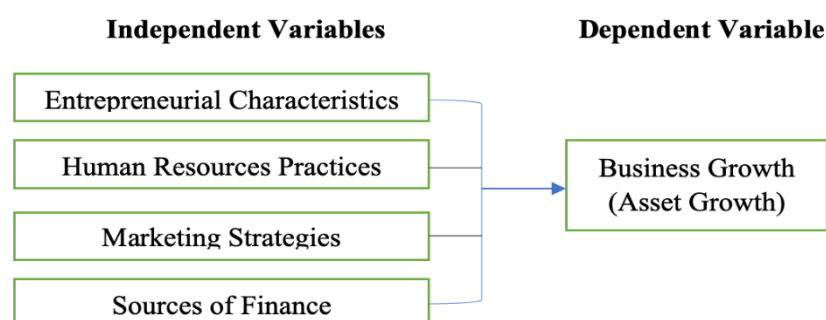 Independent Variables
Dependent Variable
Entrepreneurial Characteristics
Human Resources Practices
Marketing Strategies
Sources of Finance
Business Growth
(Asset Growth)